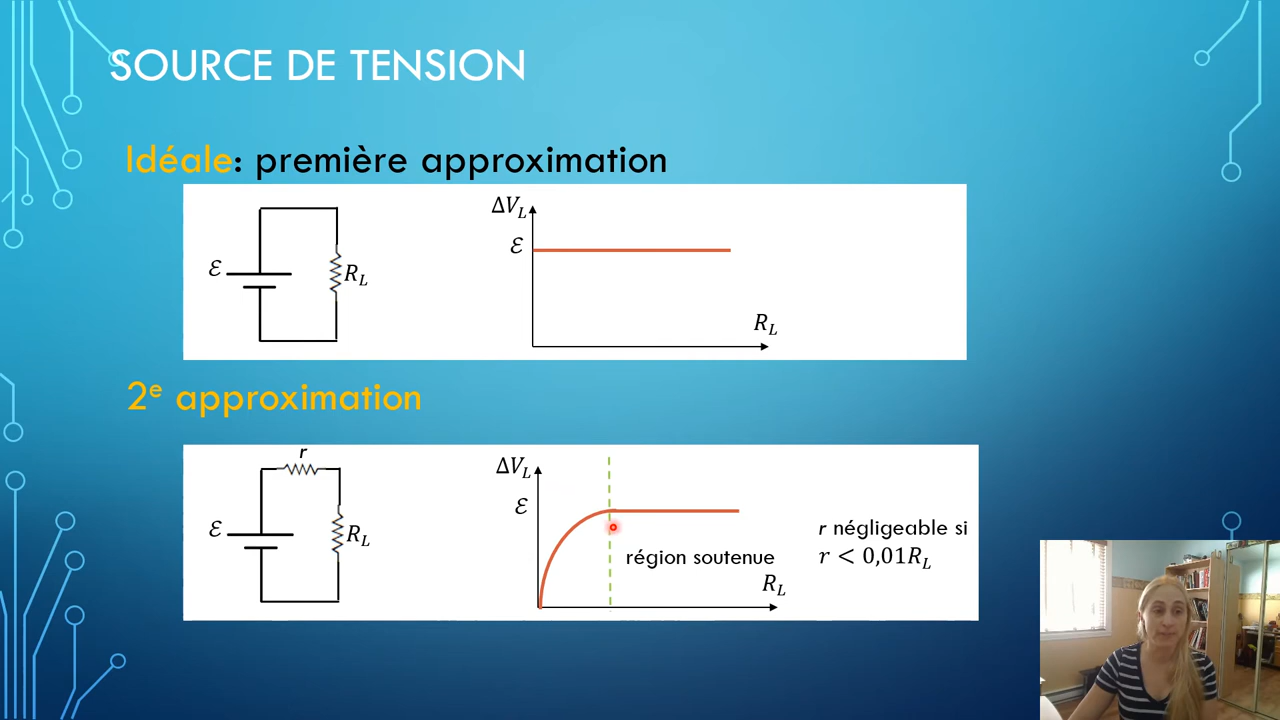 SOURCE DE TENSION
Idéale: première approximation
ΔV_L
ℰ
ℰ
R_L
R_L
2ᵉ approximation
r
ΔV_L
ℰ
ℰ
R_L
région soutenue
R_L
r négligeable si
r < 0,01R_L